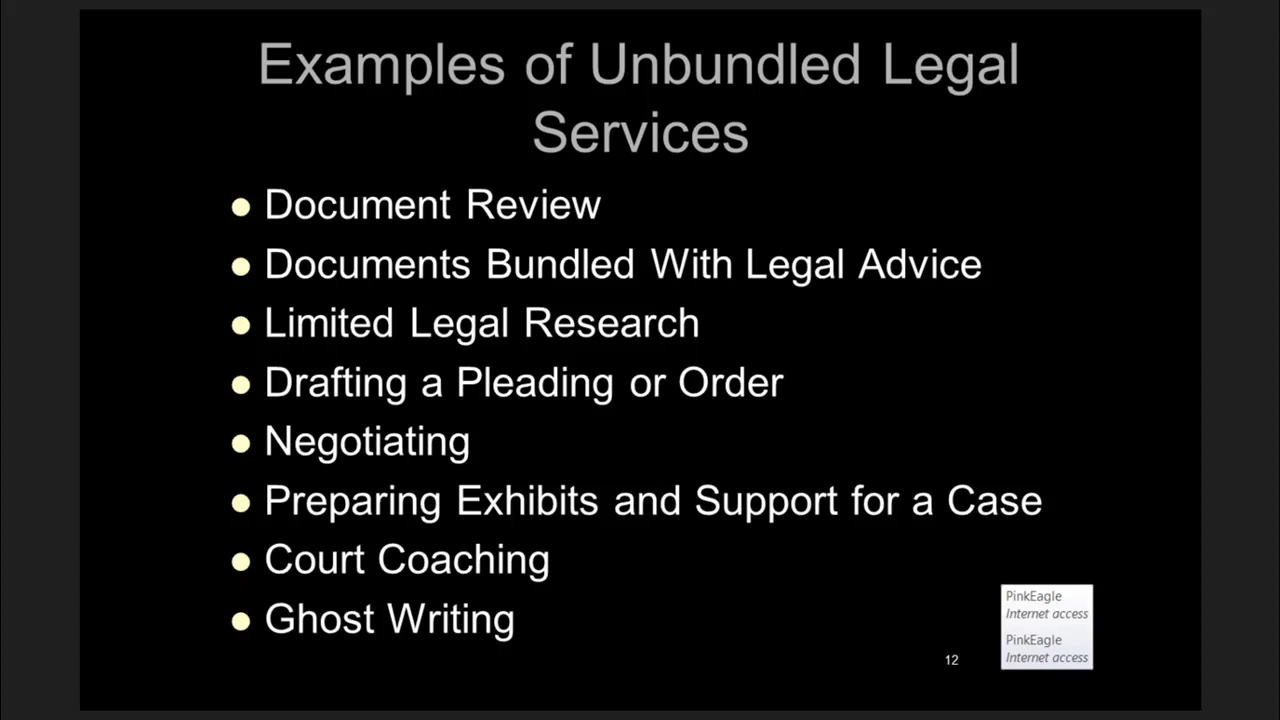 Examples of Unbundled Legal
Services
● Document Review
● Documents Bundled With Legal Advice
● Limited Legal Research
● Drafting a Pleading or Order
● Negotiating
● Preparing Exhibits and Support for a Case
● Court Coaching
● Ghost Writing
PinkEagle
Internet access
PinkEagle
Internet access
12